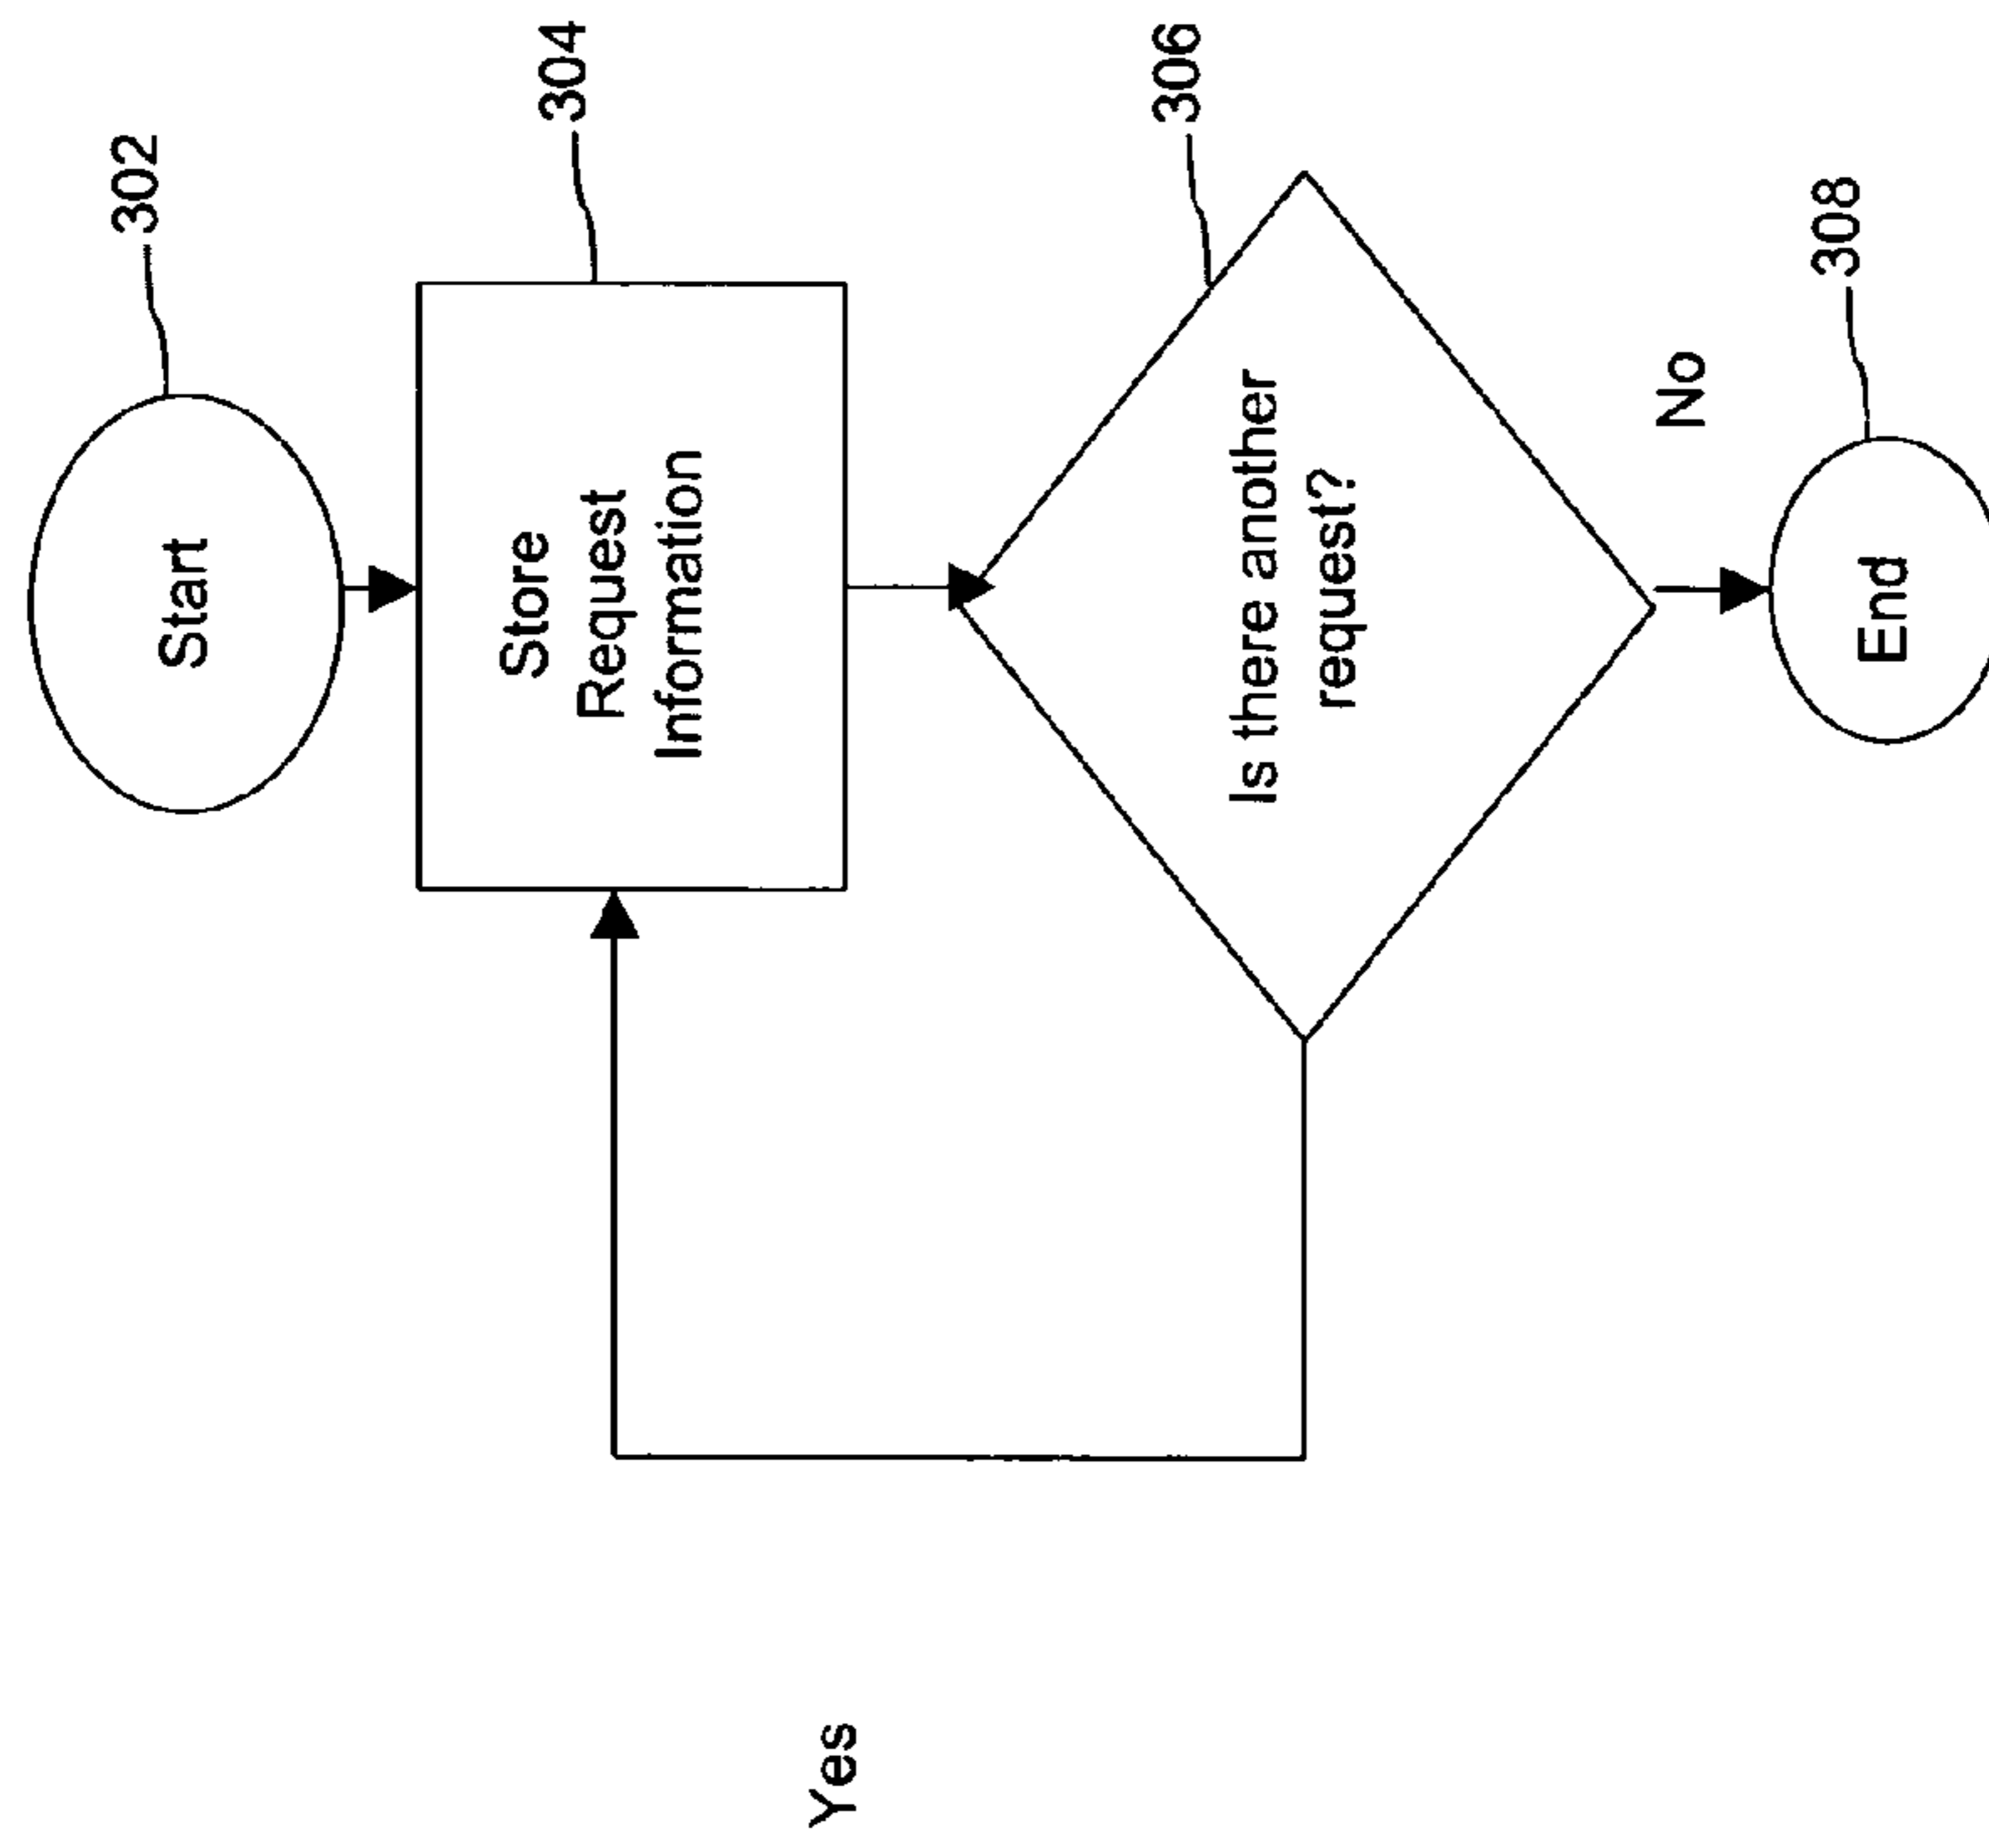 302
Start
304
Store
Request
Information
306
Is there another
request?
Yes
No
308
End